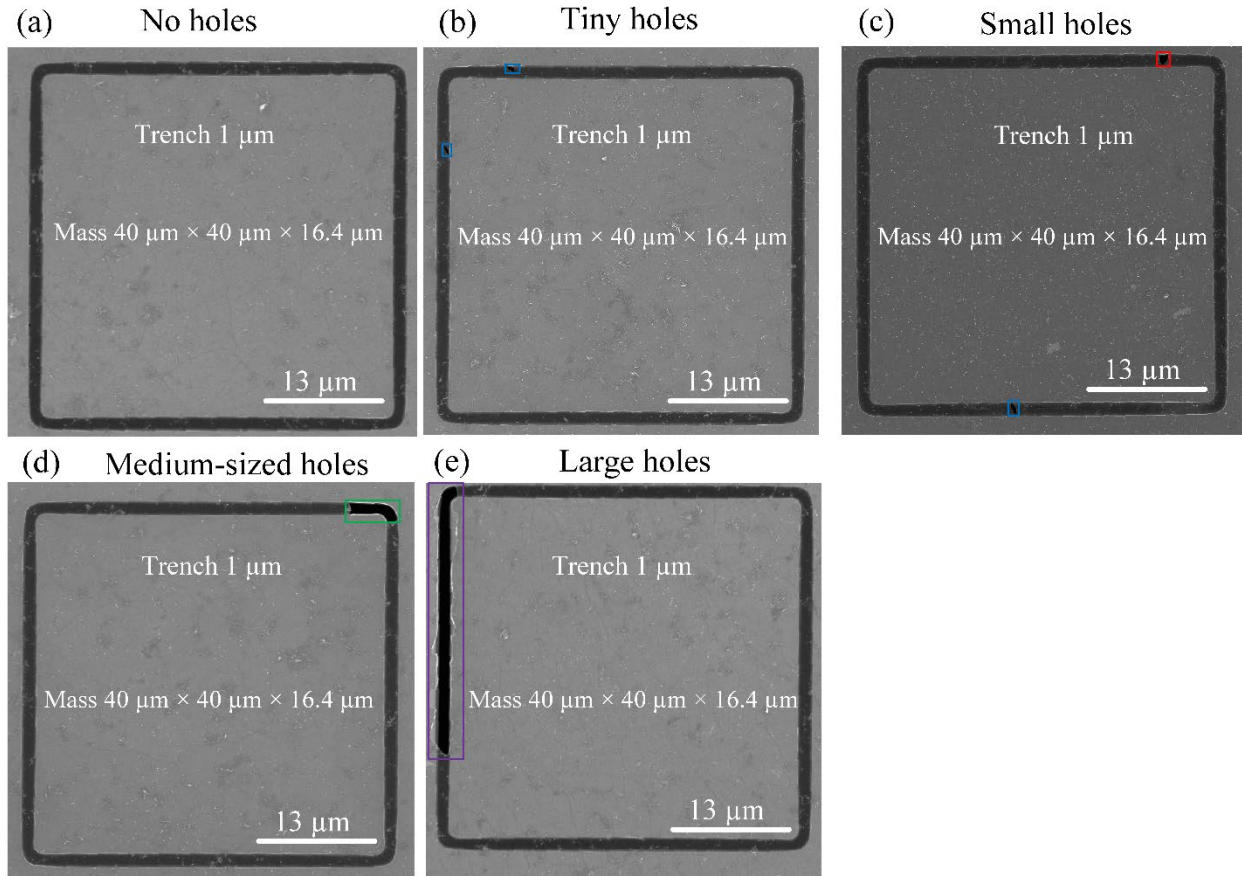 (a) No holes
Trench 1 µm
Mass 40 µm × 40 µm × 16.4 µm
13 µm
(b) Tiny holes
Trench 1 µm
Mass 40 µm × 40 µm × 16.4 µm
13 µm
(c) Small holes
Trench 1 µm
Mass 40 µm × 40 µm × 16.4 µm
13 µm
(d) Medium-sized holes
Trench 1 µm
Mass 40 µm × 40 µm × 16.4 µm
13 µm
(e) Large holes
Trench 1 µm
Mass 40 µm × 40 µm × 16.4 µm
13 µm